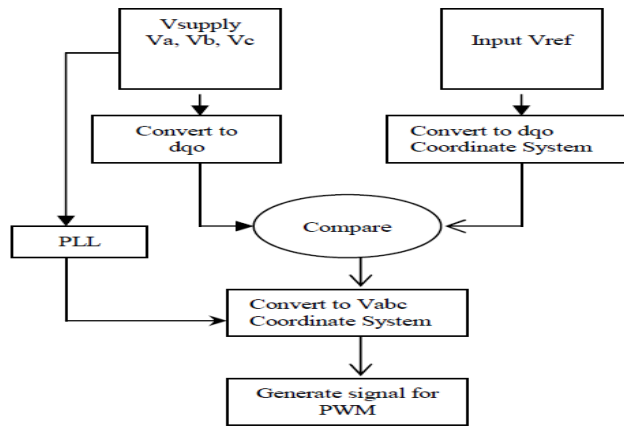 Vsupply
Va, Vb, Vc
Input Vref
Convert to
dqo
Convert to dqo
Coordinate System
Compare
PLL
Convert to Vabc
Coordinate System
Generate signal for
PWM